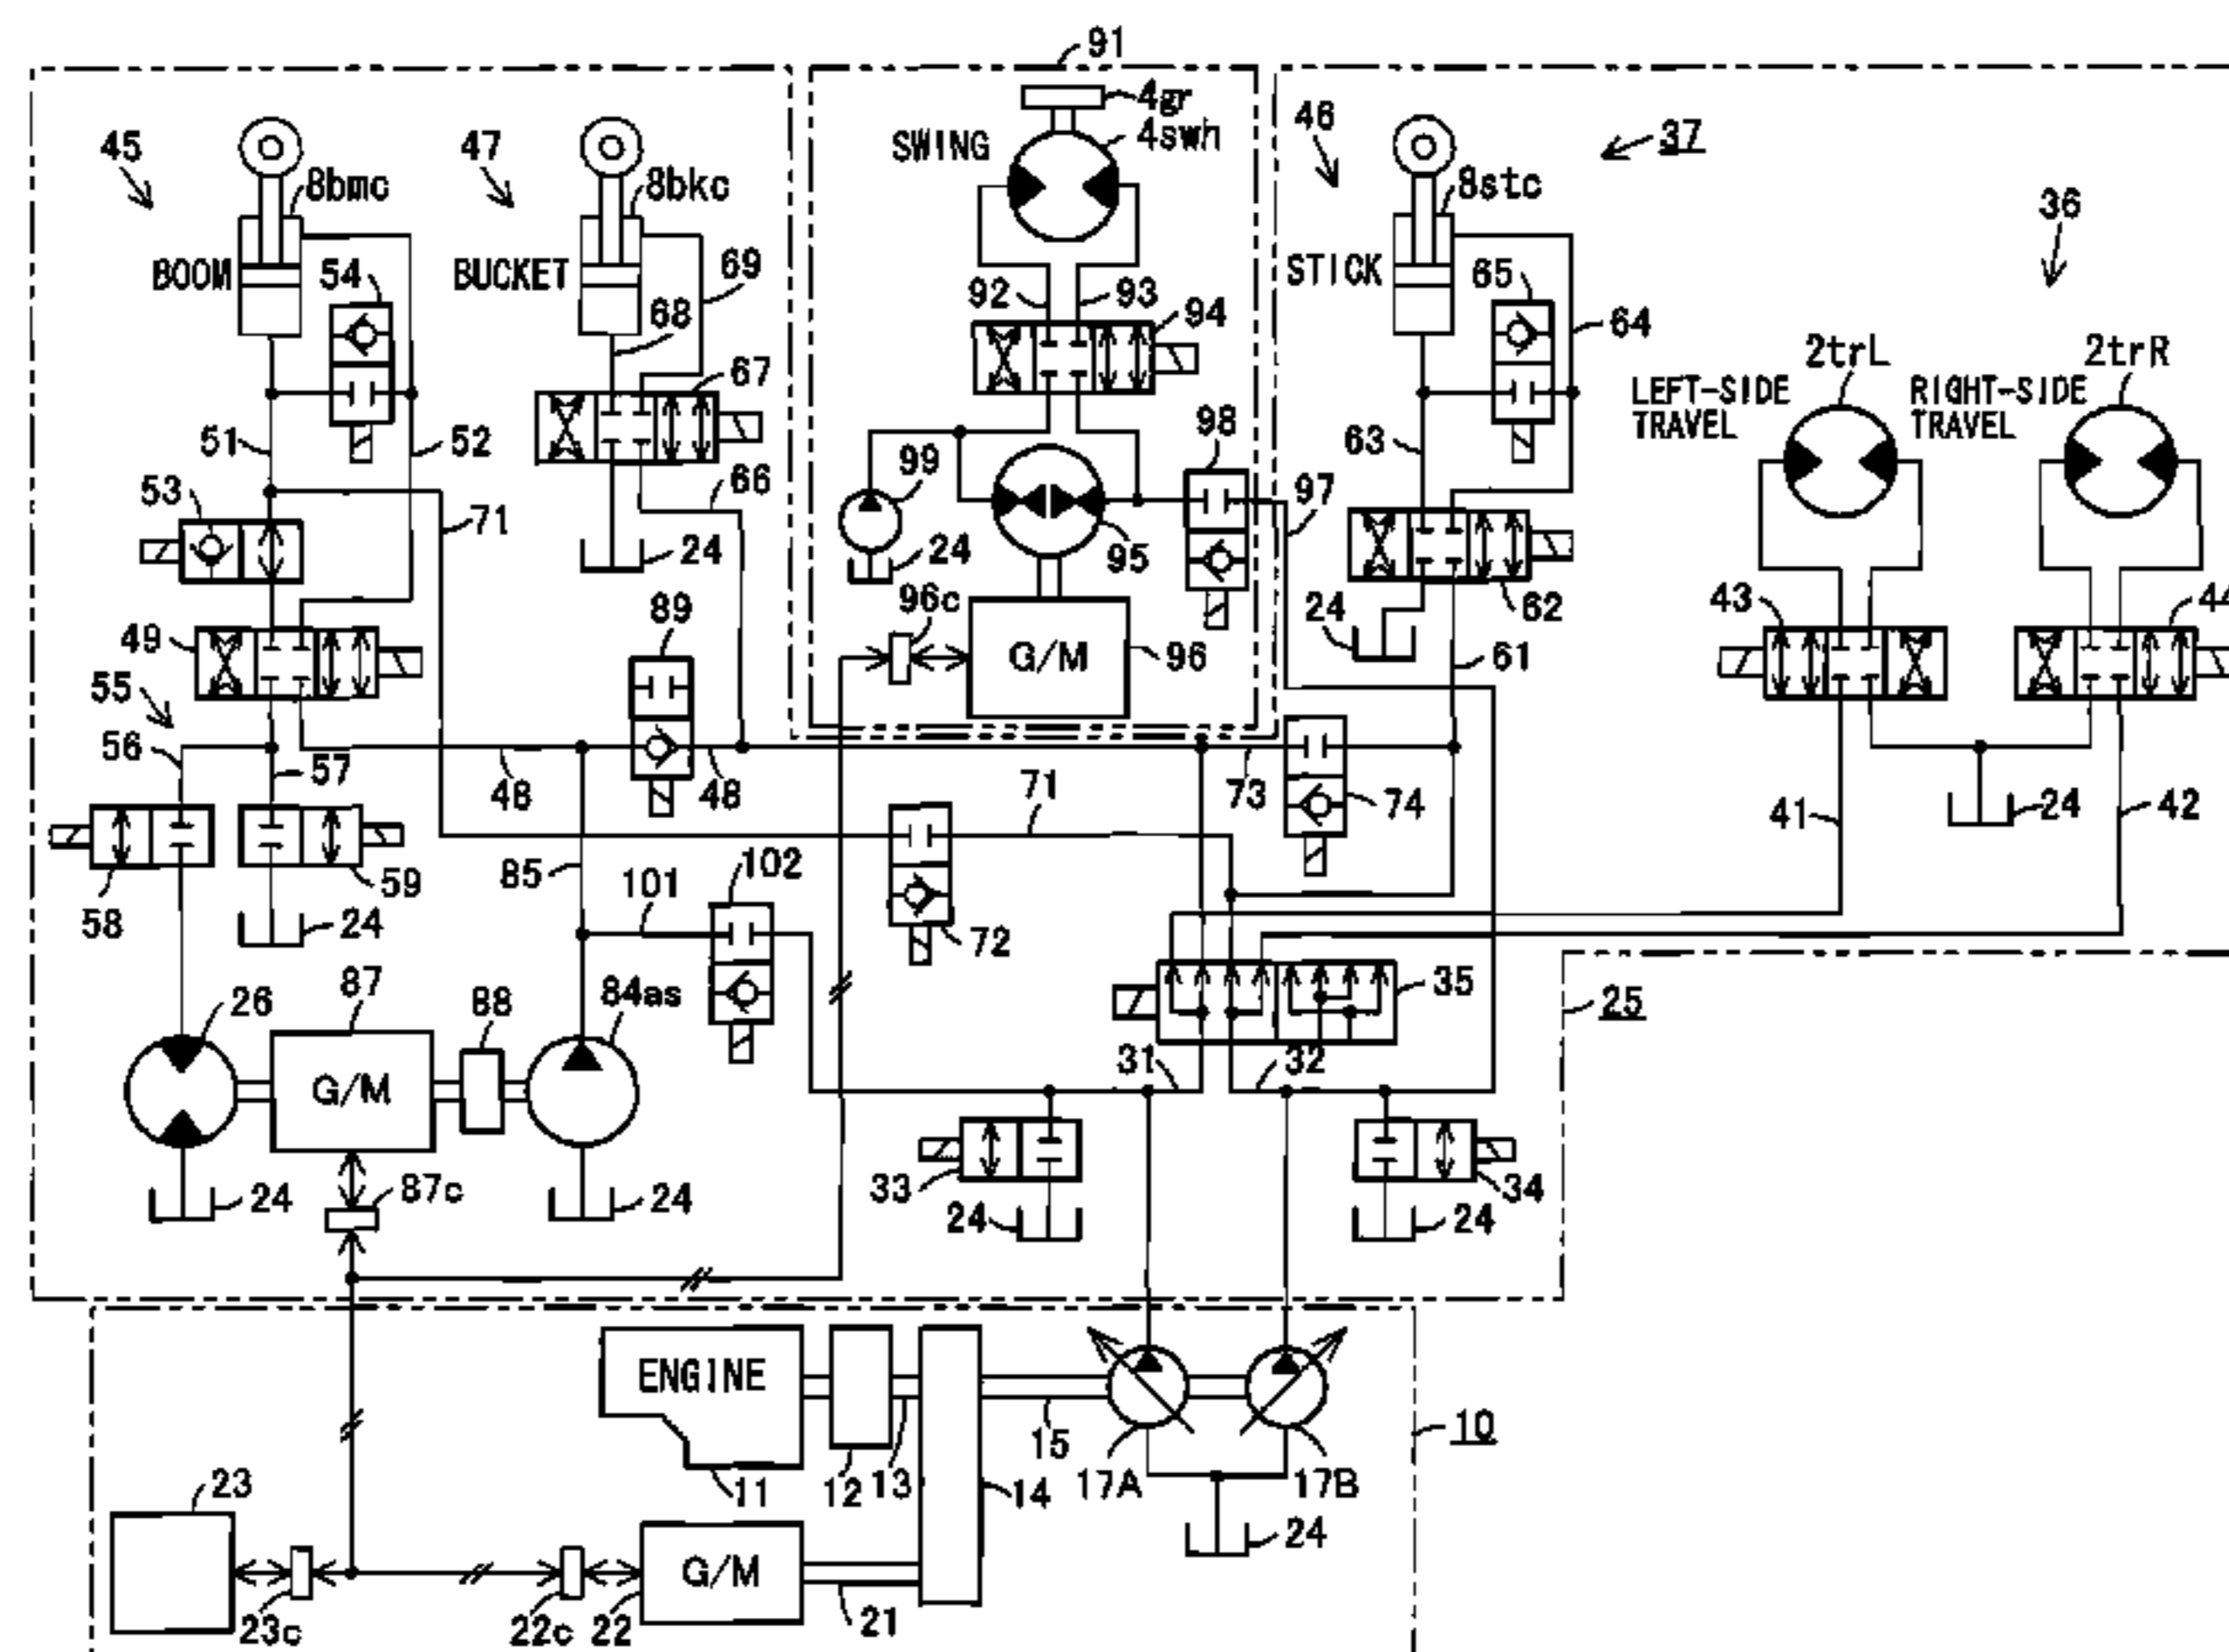 91
4gr
45
47
SWING
4swh
46
37
8bmc
8bkc
8stc
36
BOOM
54
BUCKET
69
92
93
STICK
65
68
94
64
2trL
2trR
67
LEFT-SIDE
TRAVEL
RIGHT-SIDE
TRAVEL
51
52
98
63
99
53
66
97
71
24
24
95
62
96c
43
44
49
89
24
G/M
96
61
55
56
57
48
48
73
74
71
41
24
42
58
59
85
101
102
24
72
26
87
88
84as
35
25
G/M
31
32
24
87c
24
33
34
24
24
ENGINE
10
15
11
12
13
14
17A
17B
23
24
G/M
23c
22c
22
21